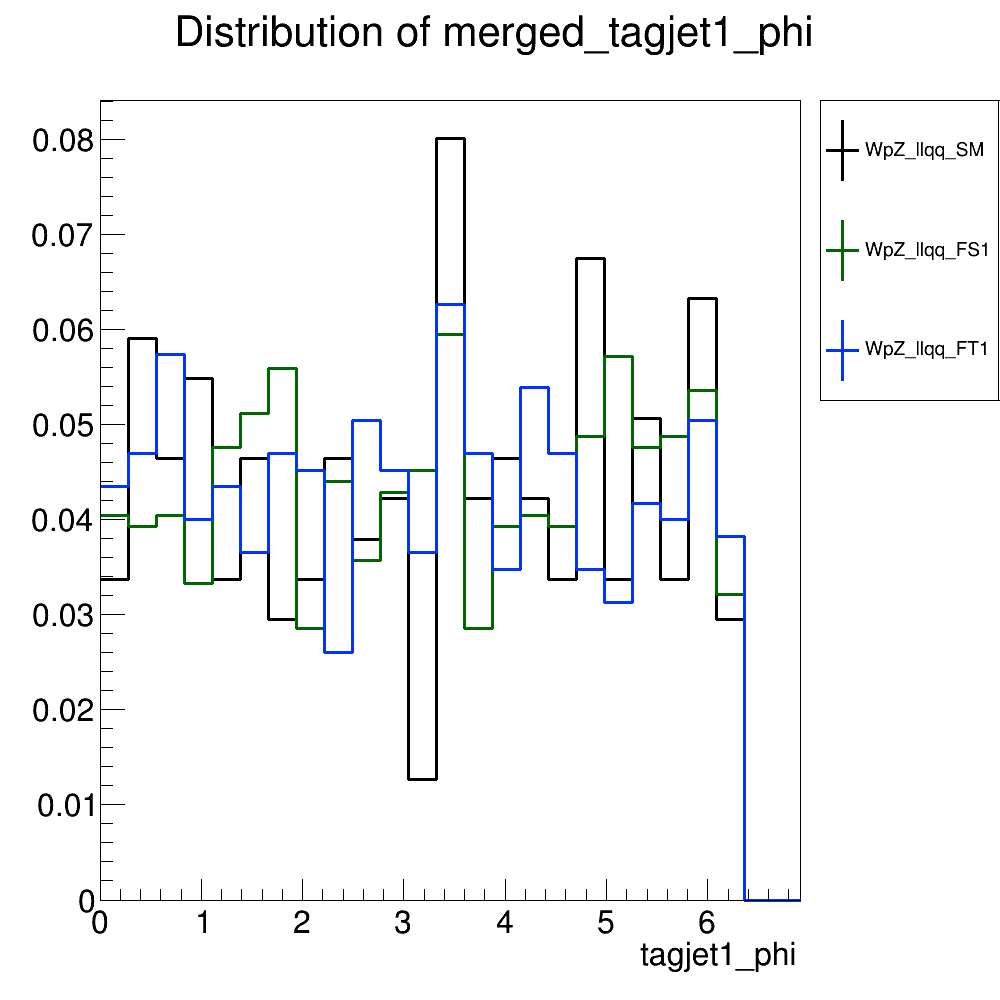 Distribution of merged_tagjet1_phi
0.08
0.07
0.06
0.05
0.04
0.03
0.02
0.01
0
0 1 2 3 4 5 6
tagjet1_phi
WpZ_llqq_SM
WpZ_llqq_FS1
WpZ_llqq_FT1